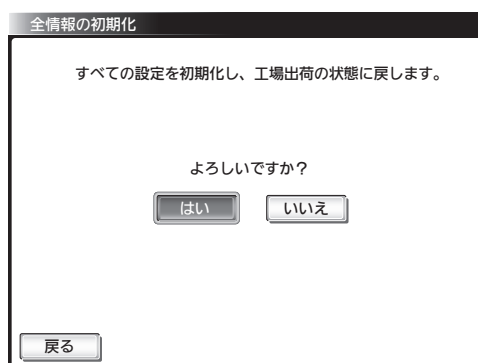 全情報の初期化
すべての設定を初期化し、工場出荷の状態に戻します。
よろしいですか？
はい いいえ
戻る